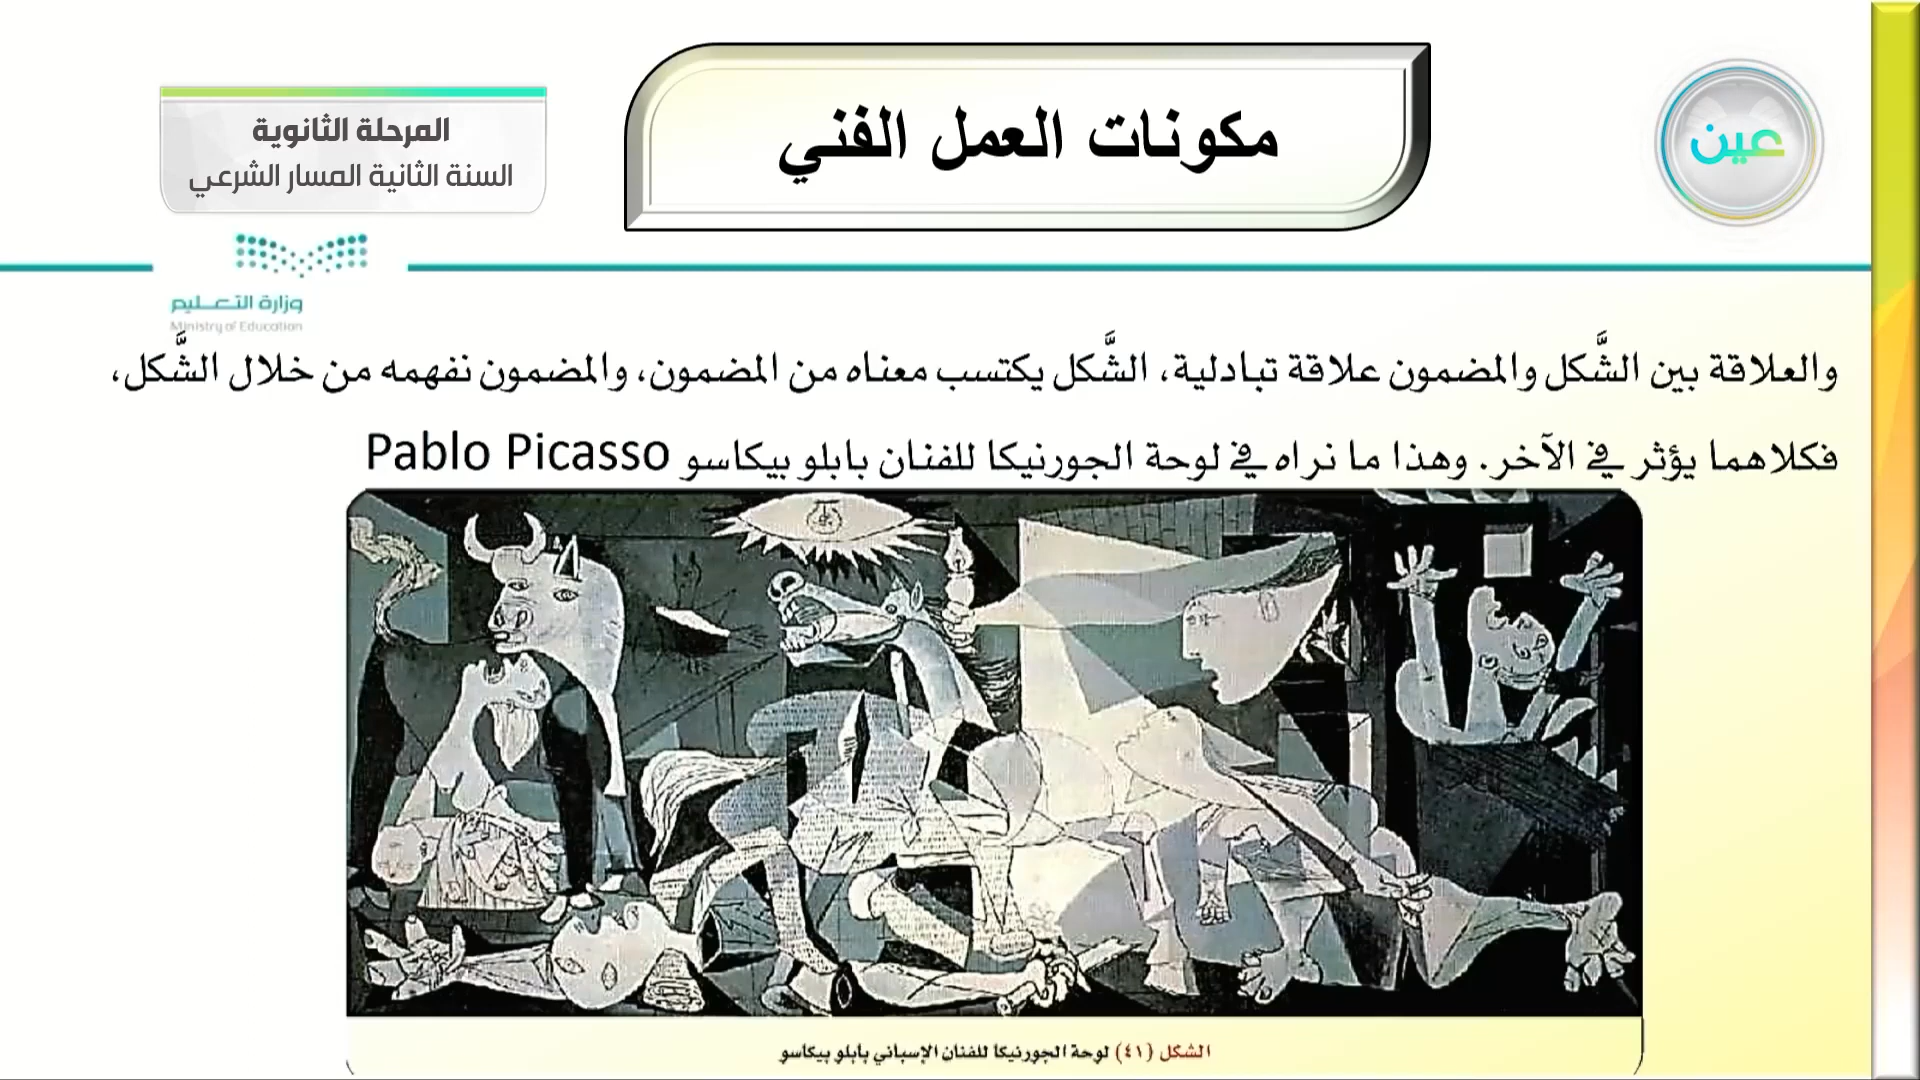 مكونات العمل الفني
عين
المرحلة الثانوية
السنة الثانية المسار الشرعي
وزارة التعليم
Ministry of Education
والعلاقة بين الشَّكل والمضمون علاقة تبادلية، الشَّكل يكتسب معناه من المضمون، والمضمون نفهمه من خلال الشَّكل،
فكلاهما يؤثر في الآخر. وهذا ما نراه في لوحة الجورنيكا للفنان بابلو بيكاسو Pablo Picasso
الشكل (٤١) لوحة الجورنيكا للفنان الإسباني بابلو بيكاسو